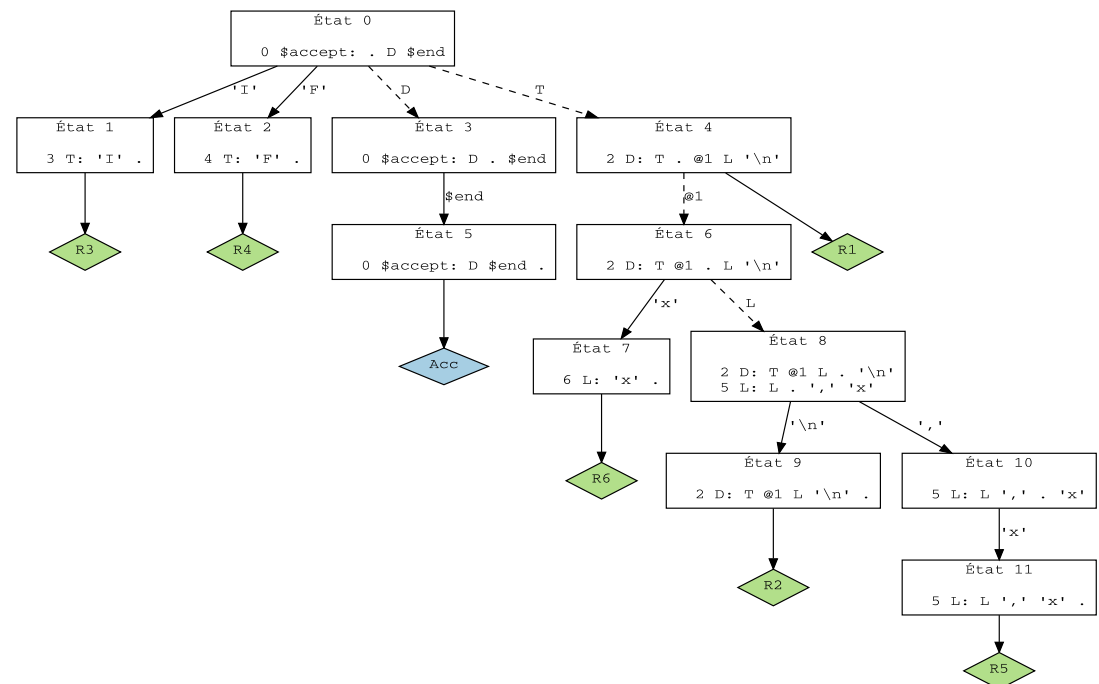 État 0
0 $accept: . D $end
'I'
'F'
D
T
État 1
3 T: 'I' .
État 2
4 T: 'F' .
État 3
0 $accept: D . $end
État 4
2 D: T . @1 L '\n'
$end
@1
R3
R4
État 5
0 $accept: D $end .
État 6
2 D: T @1 . L '\n'
R1
'x'
L
Acc
État 7
6 L: 'x' .
État 8
2 D: T @1 L . '\n'
5 L: L . ',' 'x'
'\n'
','
R6
État 9
2 D: T @1 L '\n' .
État 10
5 L: L ',' . 'x'
'x'
R2
État 11
5 L: L ',' 'x' .
R5